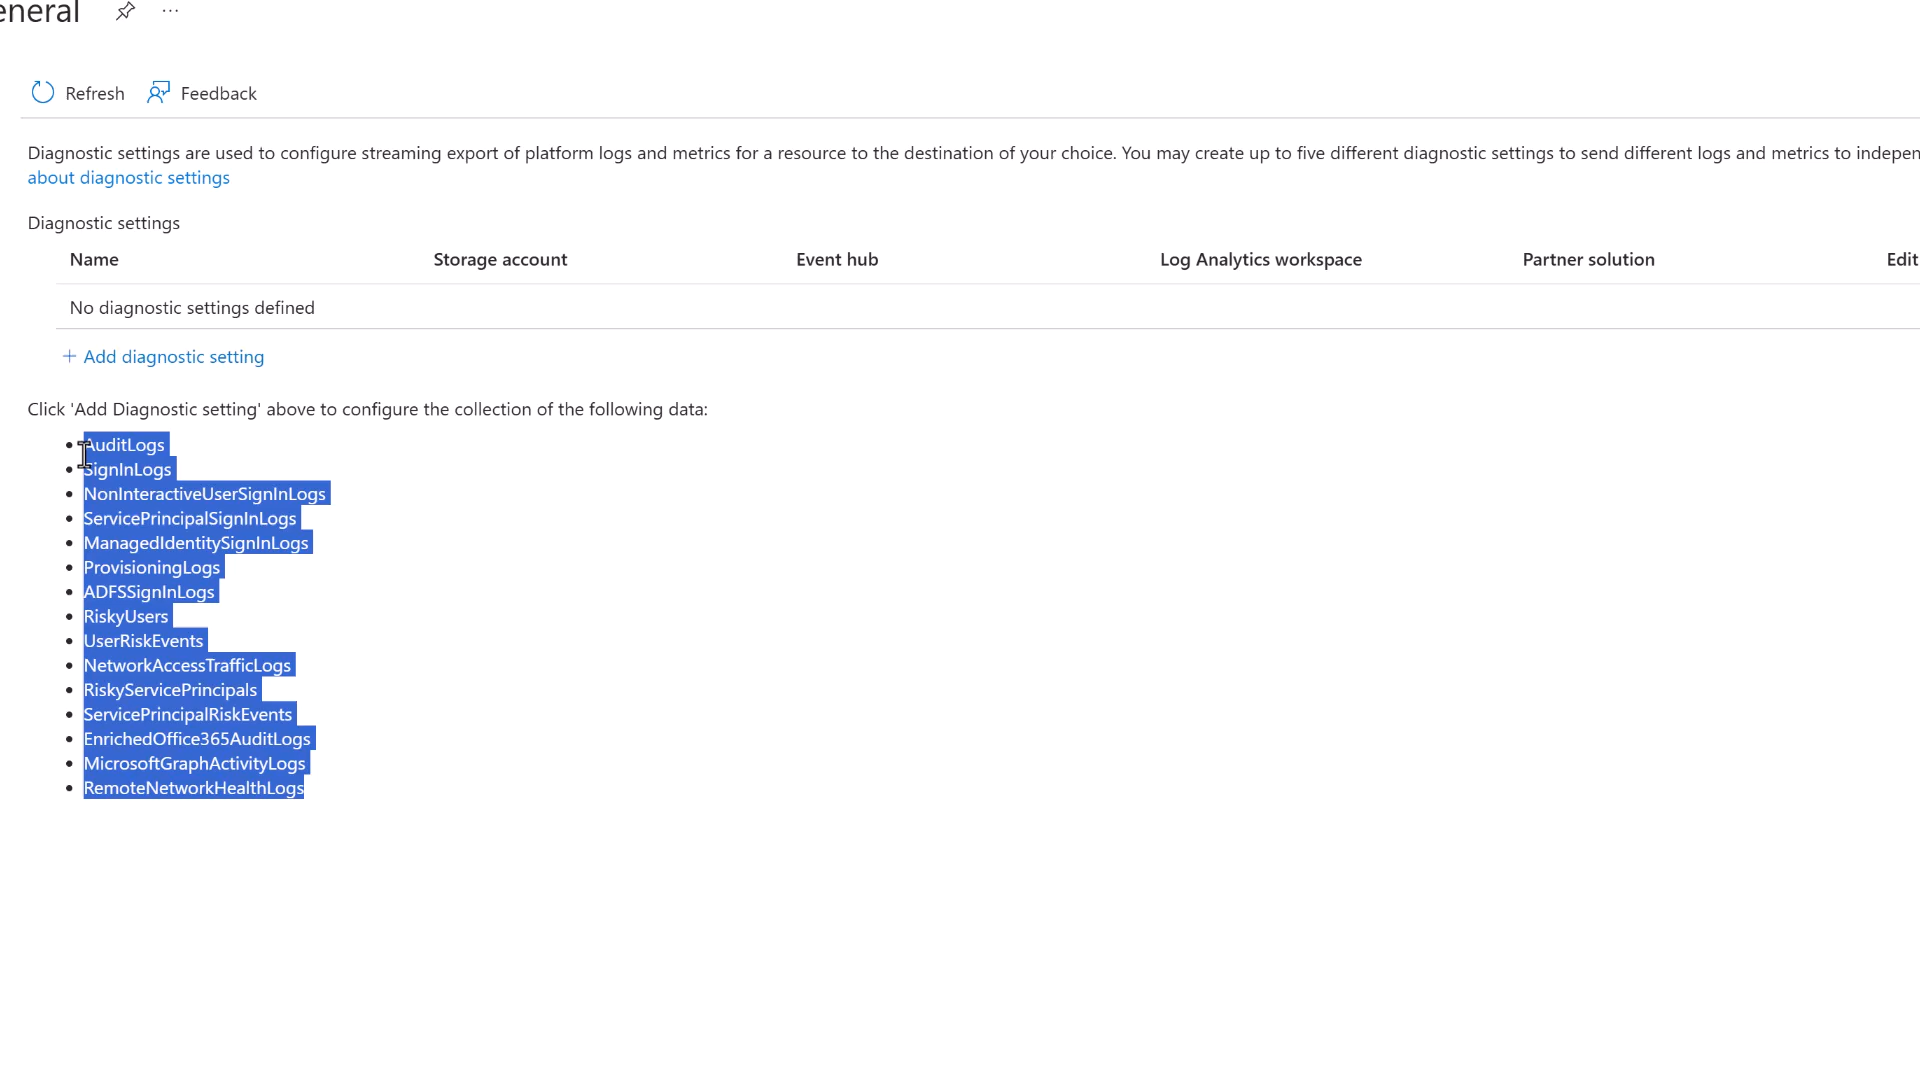 eneral
Refresh
Feedback
Diagnostic settings are used to configure streaming export of platform logs and metrics for a resource to the destination of your choice. You may create up to five different diagnostic settings to send different logs and metrics to indepen
about diagnostic settings
Diagnostic settings
Name
Storage account
Event hub
Log Analytics workspace
Partner solution
Edit
No diagnostic settings defined
+ Add diagnostic setting
Click 'Add Diagnostic setting' above to configure the collection of the following data:
• AuditLogs
• SignInLogs
• NonInteractiveUserSignInLogs
• ServicePrincipalSignInLogs
• ManagedIdentitySignInLogs
• ProvisioningLogs
• ADFSSignInLogs
• RiskyUsers
• UserRiskEvents
• NetworkAccessTrafficLogs
• RiskyServicePrincipals
• ServicePrincipalRiskEvents
• EnrichedOffice365AuditLogs
• MicrosoftGraphActivityLogs
• RemoteNetworkHealthLogs